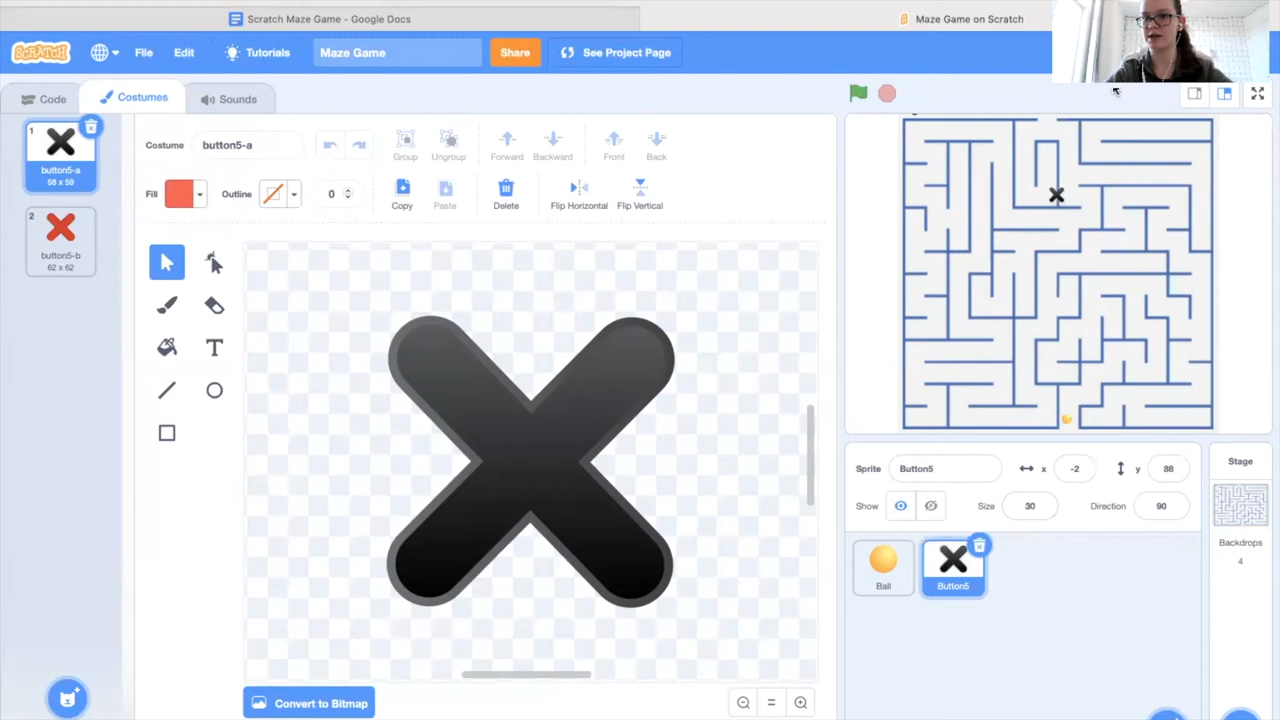 Scratch Maze Game - Google Docs
Maze Game on Scratch
SCRATCH
File
Edit
Tutorials
Maze Game
Share
See Project Page
Code
Costumes
Sounds
1
button5-a
58 x 59
2
button5-b
62 x 62
Costume
button5-a
Group
Ungroup
Forward
Backward
Front
Back
Fill
Outline
0
Copy
Paste
Delete
Flip Horizontal
Flip Vertical
Convert to Bitmap
Sprite
Button5
x
-2
y
88
Show
Size
30
Direction
90
Ball
Button5
Stage
Backdrops
4